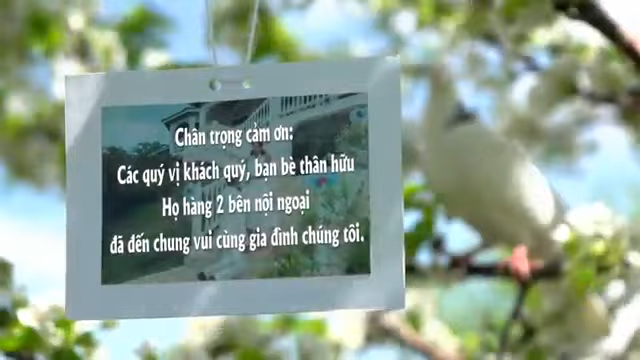 Chân trọng cảm ơn:
Các quý vị khách quý, bạn bè thân hữu
Họ hàng 2 bên nội ngoại
đã đến chung vui cùng gia đình chúng tôi.